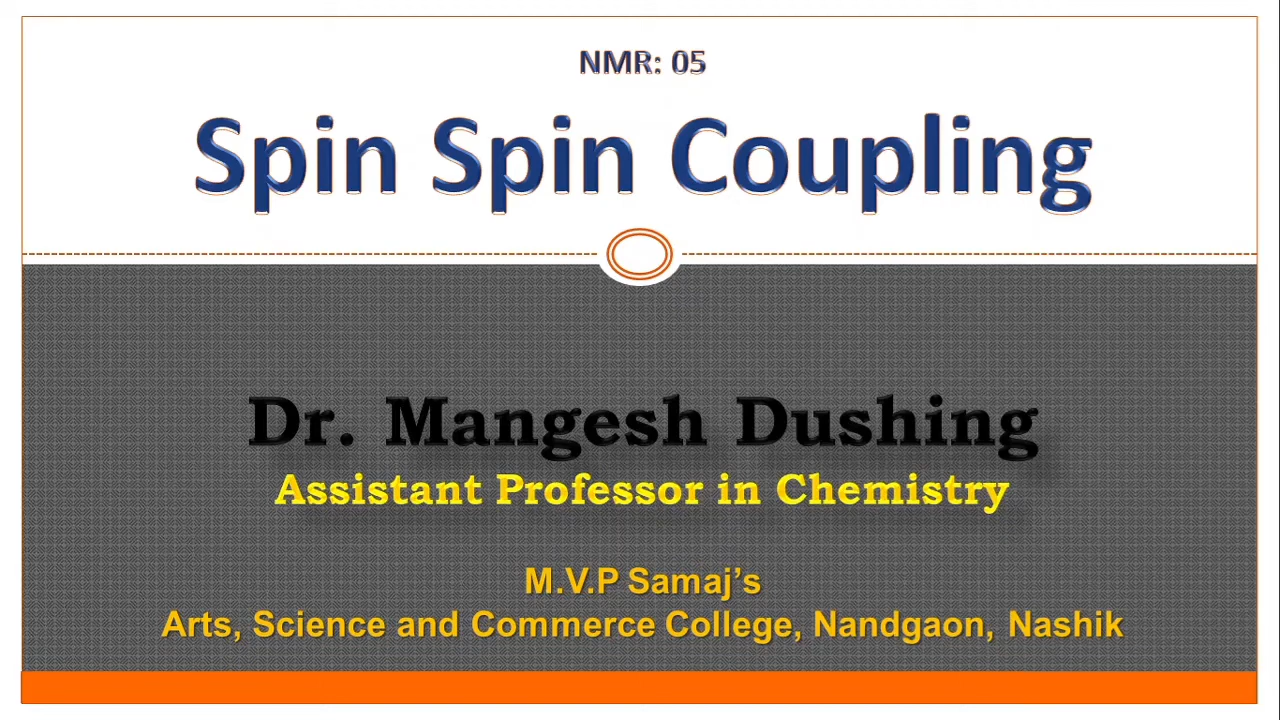 NMR: 05
Spin Spin Coupling
Dr. Mangesh Dushing
Assistant Professor in Chemistry
M.V.P Samaj’s
Arts, Science and Commerce College, Nandgaon, Nashik